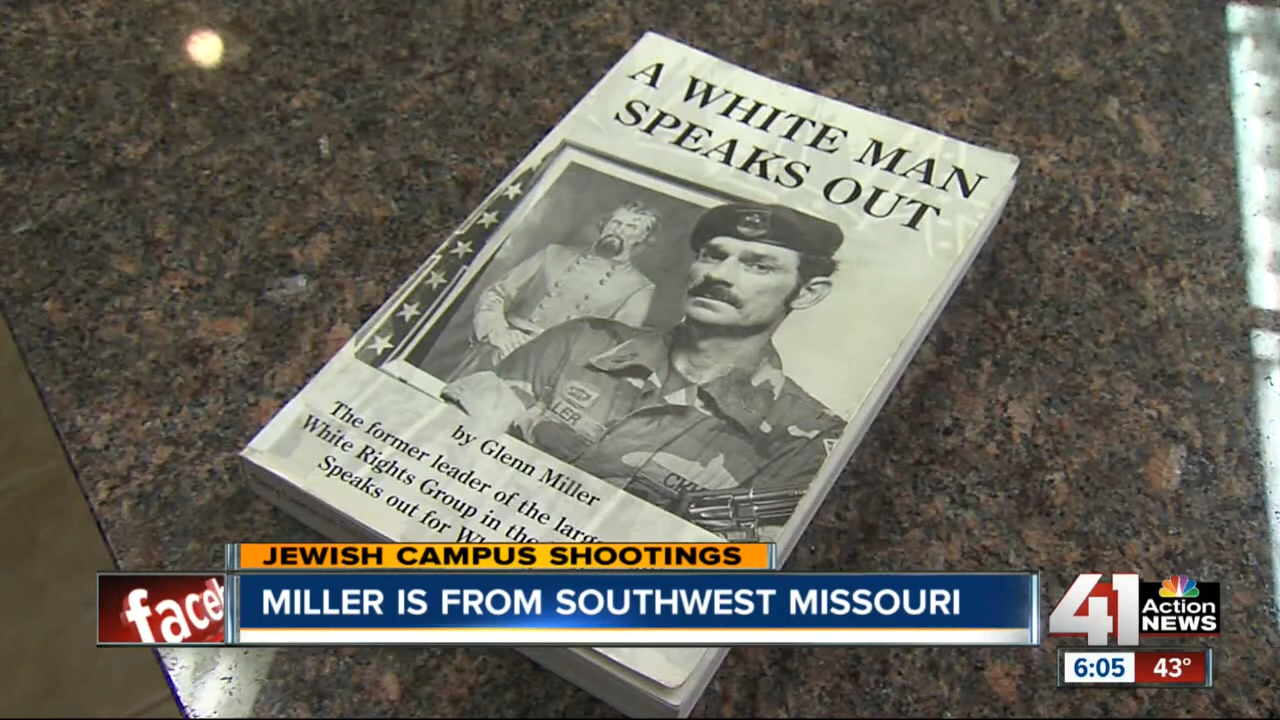 A WHITE MAN
SPEAKS OUT
by Glenn Miller
The former leader of the
White Rights Group in the
Speaks out for
JEWISH CAMPUS SHOOTINGS
MILLER IS FROM SOUTHWEST MISSOURI
41
Action
NEWS
6:05 43°